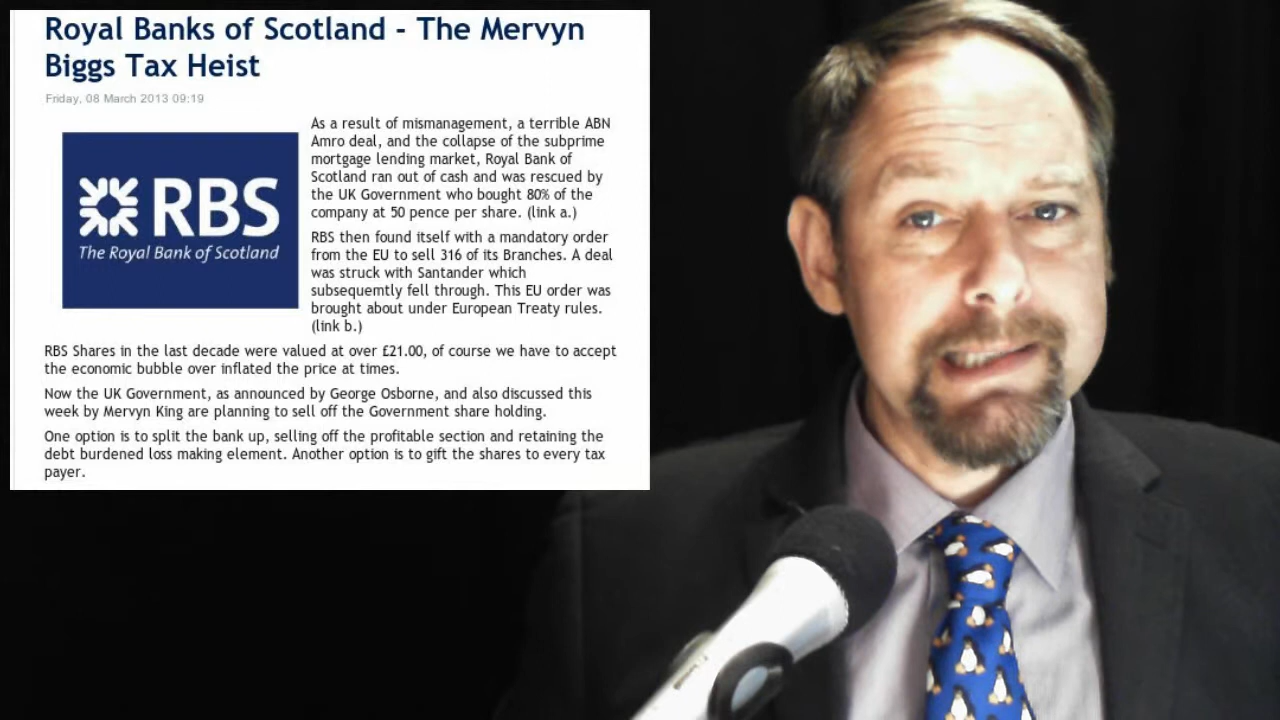 Royal Banks of Scotland - The Mervyn
Biggs Tax Heist
Friday, 08 March 2013 09:19
RBS
The Royal Bank of Scotland
As a result of mismanagement, a terrible ABN
Amro deal, and the collapse of the subprime
mortgage lending market, Royal Bank of
Scotland ran out of cash and was rescued by
the UK Government who bought 80% of the
company at 50 pence per share. (link a.)
RBS then found itself with a mandatory order
from the EU to sell 316 of its Branches. A deal
was struck with Santander which
subsequently fell through. This EU order was
brought about under European Treaty rules.
(link b.)
RBS Shares in the last decade were valued at over £21.00, of course we have to accept
the economic bubble over inflated the price at times.
Now the UK Government, as announced by George Osborne, and also discussed this
week by Mervyn King are planning to sell off the Government share holding.
One option is to split the bank up, selling off the profitable section and retaining the
debt burdened loss making element. Another option is to gift the shares to every tax
payer.